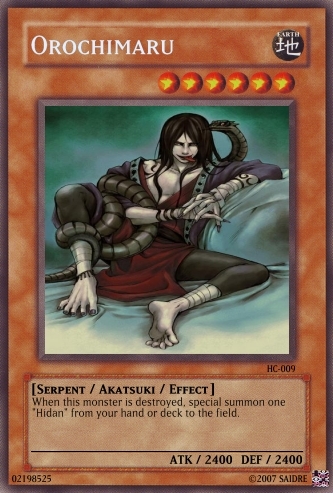 OROCHIMARU
EARTH
地
HC-009
[SERPENT / AKATSUKI / EFFECT]
When this monster is destroyed, special summon one
"Hidan" from your hand or deck to the field.
ATK / 2400 DEF / 2400
02198525
©2007 SAIDRE